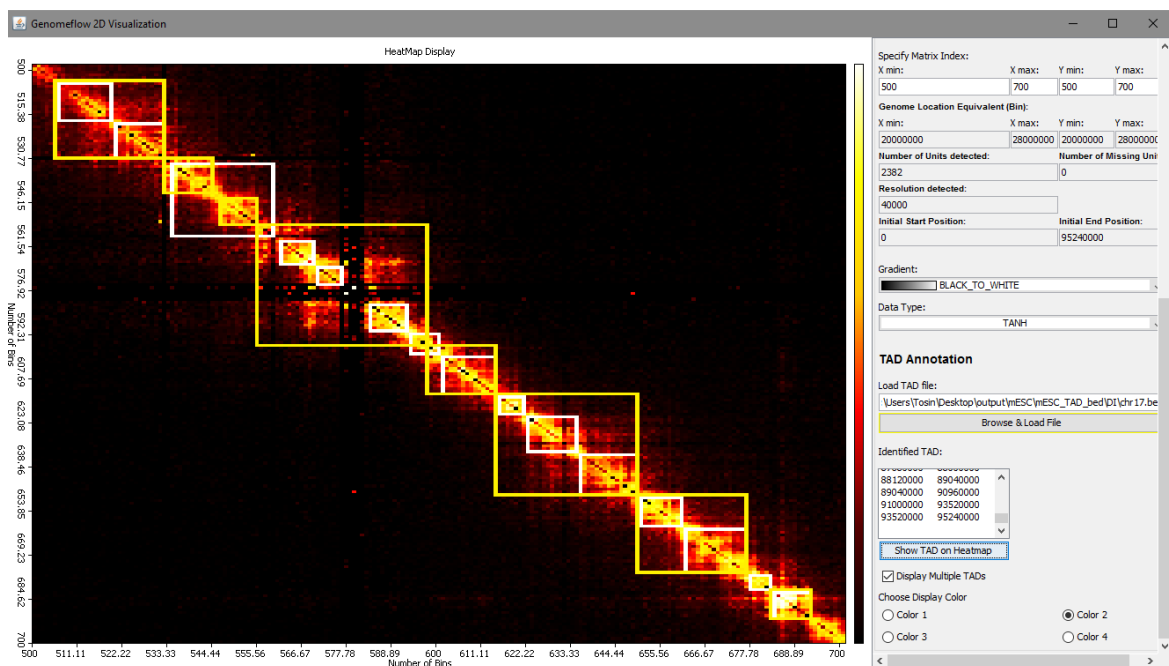 Genomeflow 2D Visualization
HeatMap Display
500
515.38
530.77
546.15
561.54
576.92
592.31
607.69
623.08
638.46
653.85
669.23
684.62
700
Number of Bins
500 511.11 522.22 533.33 544.44 555.56 566.67 577.78 588.89 600 611.11 622.22 633.33 644.44 655.56 666.67 677.78 688.89 700
Number of Bins
Specify Matrix Index:
X min: X max: Y min: Y max:
500 700 500 700
Genome Location Equivalent (Bin):
X min: X max: Y min: Y max:
20000000 28000000 20000000 28000000
Number of Units detected: Number of Missing Uni
2382 0
Resolution detected:
40000
Initial Start Position: Initial End Position:
0 95240000
Gradient:
BLACK_TO_WHITE
Data Type:
TANH
TAD Annotation
Load TAD file:
\Users\Tosin\Desktop\output\mESC\mESC_TAD_bed\DI\chr17.be
Browse & Load File
Identified TAD:
88120000 89040000
89040000 90960000
91000000 93520000
93520000 95240000
Show TAD on Heatmap
Display Multiple TADs
Choose Display Color
Color 1 Color 2
Color 3 Color 4